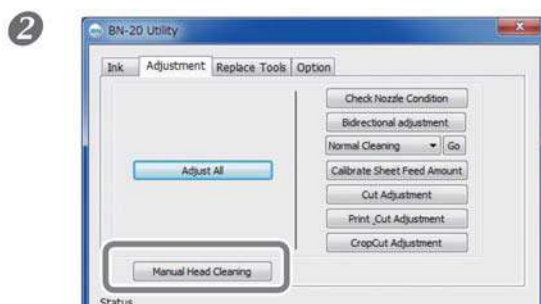 2
BN-20 Utility
Ink Adjustment Replace Tools Option
Check Nozzle Condition
Bidirectional adjustment
Normal Cleaning Go
Adjust All
Calibrate Sheet Feed Amount
Cut Adjustment
Print_Cut Adjustment
CropCut Adjustment
Manual Head Cleaning
Status